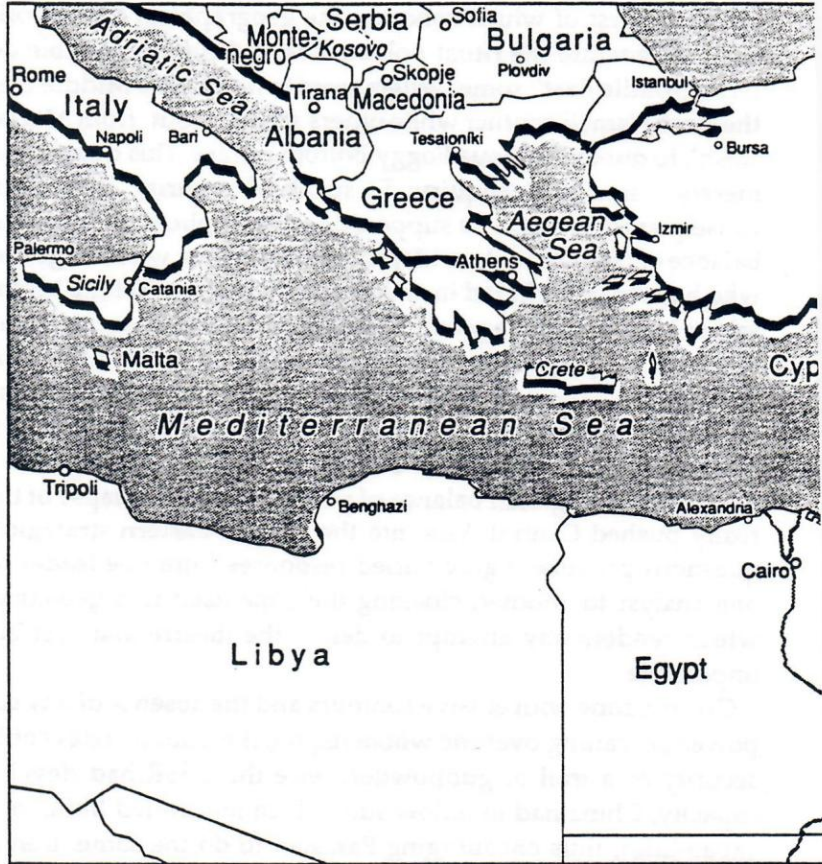 Serbia
Sofia
Monte-
negro
Kosovo
Bulgaria
Adriatic Sea
Skopje
Plovdiv
Rome
Tirana
Macedonia
Istanbul
Italy
Napoli
Bari
Albania
Tesaloníki
Bursa
Greece
Aegean
Sea
Izmir
Palermo
Athens
Sicily
Catania
Malta
Crete
Cyp
Mediterranean Sea
Tripoli
Benghazi
Alexandria
Cairo
Libya
Egypt